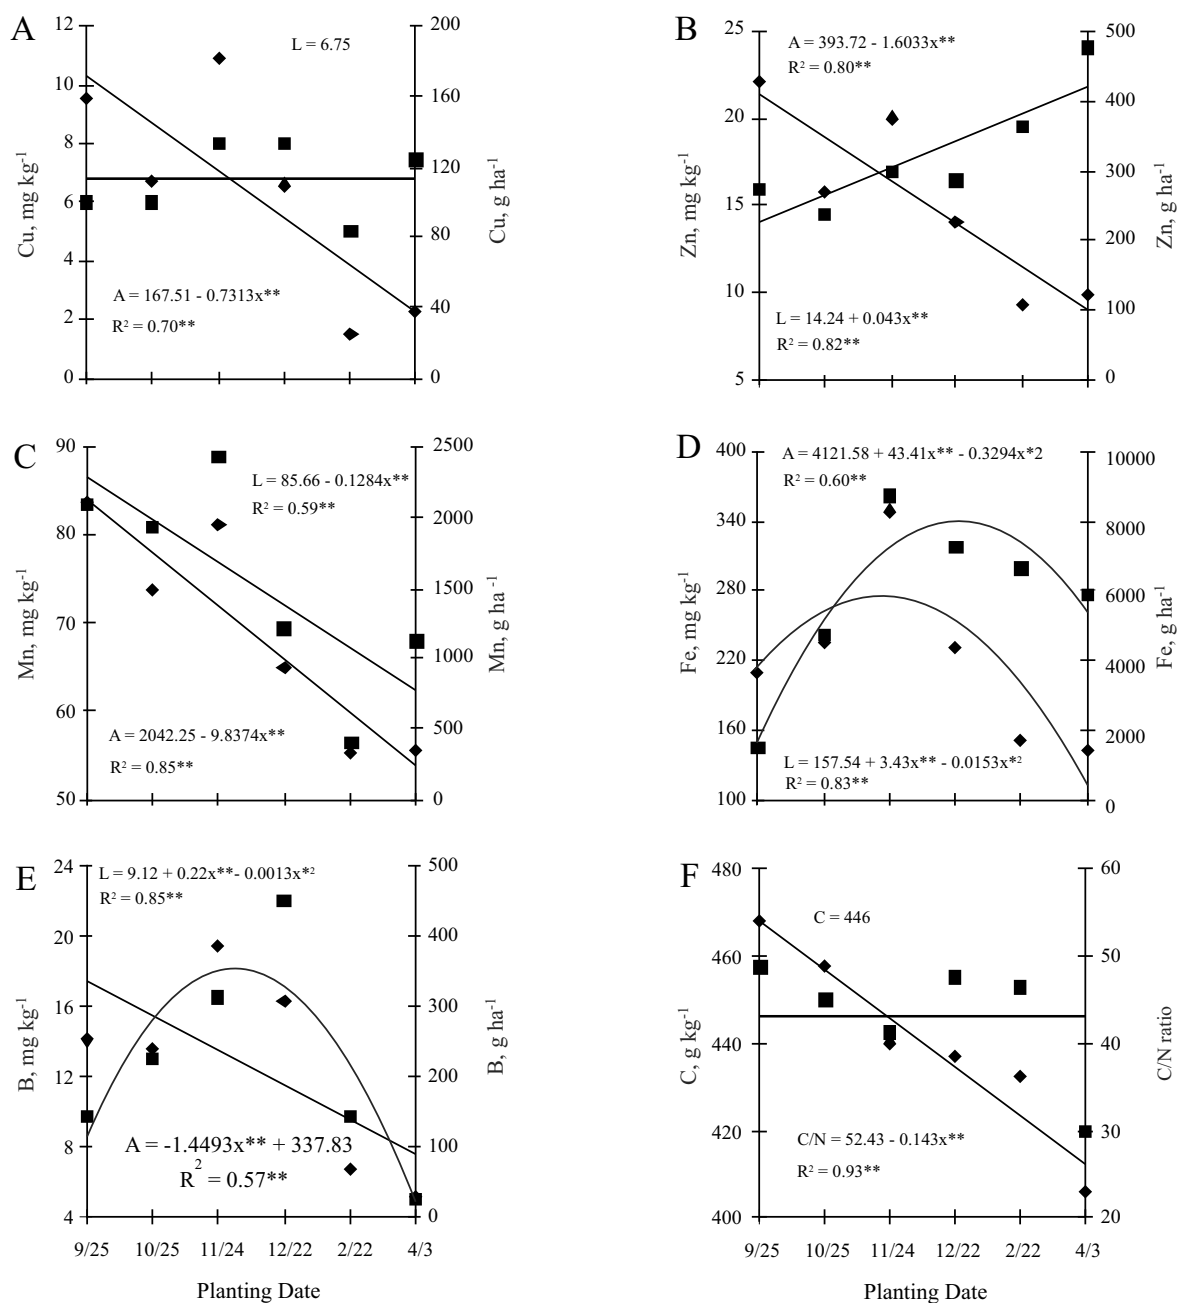 A
12
10
8
6
4
2
0
Cu, mg kg-1
L = 6.75
A = 167.51 - 0.7313x**
R2 = 0.70**
200
160
120
80
40
0
Cu, g ha-1
B
25
20
15
10
5
Zn, mg kg-1
A = 393.72 - 1.6033x**
R2 = 0.80**
L = 14.24 + 0.043x**
R2 = 0.82**
500
400
300
200
100
0
Zn, g ha-1
C
90
80
70
60
50
Mn, mg kg-1
L = 85.66 - 0.1284x**
R2 = 0.59**
A = 2042.25 - 9.8374x**
R2 = 0.85**
2500
2000
1500
1000
500
0
Mn, g ha -1
D
400
340
280
220
160
100
Fe, mg kg-1
A = 4121.58 + 43.41x** - 0.3294x*2
R2 = 0.60**
L = 157.54 + 3.43x** - 0.0153x*2
R2 = 0.83**
10000
8000
6000
4000
2000
0
Fe, g ha-1
E
24
20
16
12
8
4
B, mg kg-1
L = 9.12 + 0.22x**- 0.0013x*2
R2 = 0.85**
A = -1.4493x** + 337.83
R2 = 0.57**
500
400
300
200
100
0
B, g ha-1
9/25 10/25 11/24 12/22 2/22 4/3
Planting Date
F
480
460
440
420
400
C, g kg-1
C = 446
C/N = 52.43 - 0.143x**
R2 = 0.93**
60
50
40
30
20
C/N ratio
9/25 10/25 11/24 12/22 2/22 4/3
Planting Date